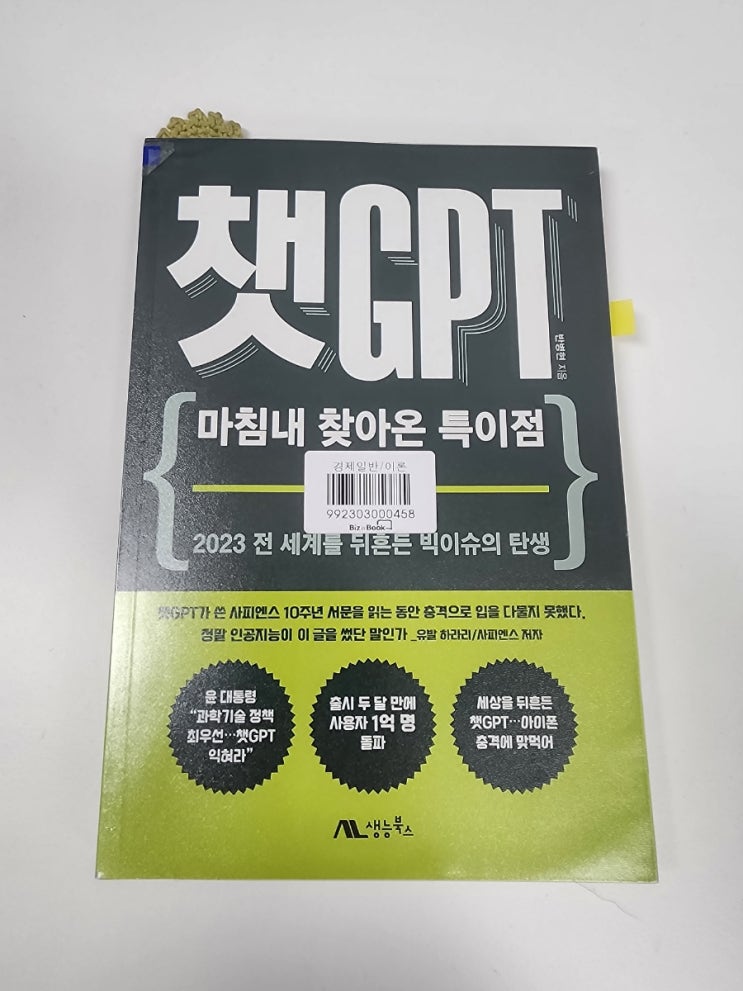 챗GPT
반병현 지음
마침내 찾아온 특이점
경제일반/이론
992303000458
Biz Book
2023 전 세계를 뒤흔든 빅이슈의 탄생
챗GPT가 쓴 사피엔스 10주년 서문을 읽는 동안 충격으로 입을 다물지 못했다.
정말 인공지능이 이 글을 썼단 말인가 _유발 하라리/사피엔스 저자
윤 대통령
“과학기술 정책
최우선…챗GPT
익혀라”
출시 두 달 만에
사용자 1억 명
돌파
세상을 뒤흔든
챗GPT…아이폰
충격에 맞먹어
생능북스